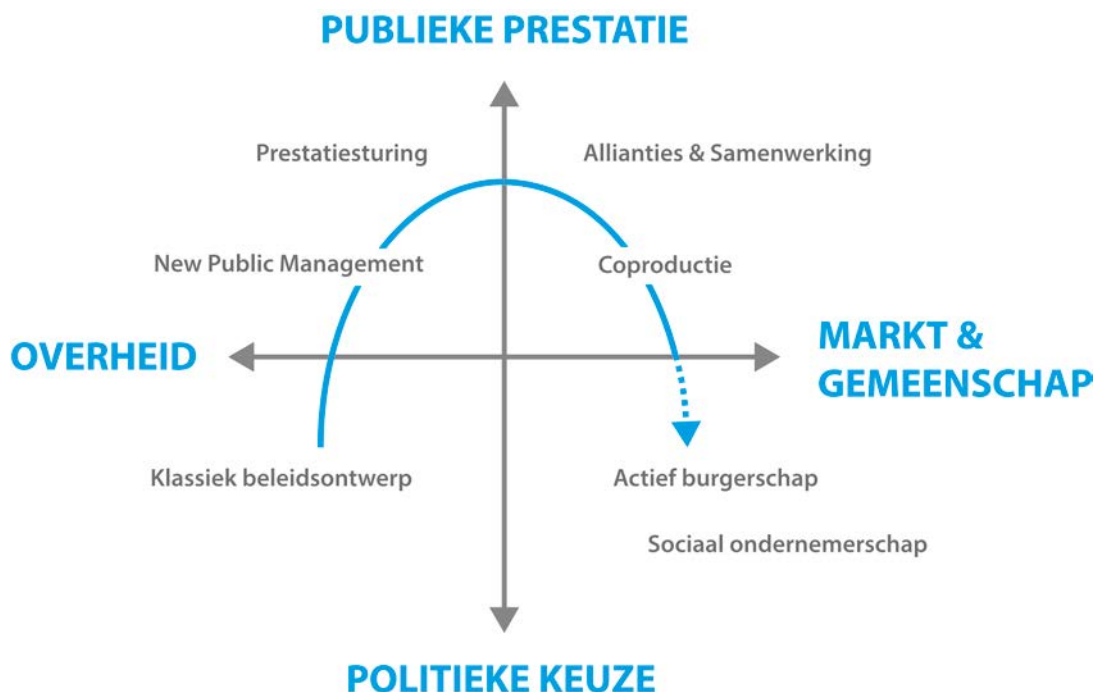 PUBLIEKE PRESTATIE
Prestatiesturing
Allianties & Samenwerking
New Public Management
Coproductie
OVERHEID
MARKT &
GEMEENSCHAP
Klassiek beleidsontwerp
Actief burgerschap
Sociaal ondernemerschap
POLITIEKE KEUZE